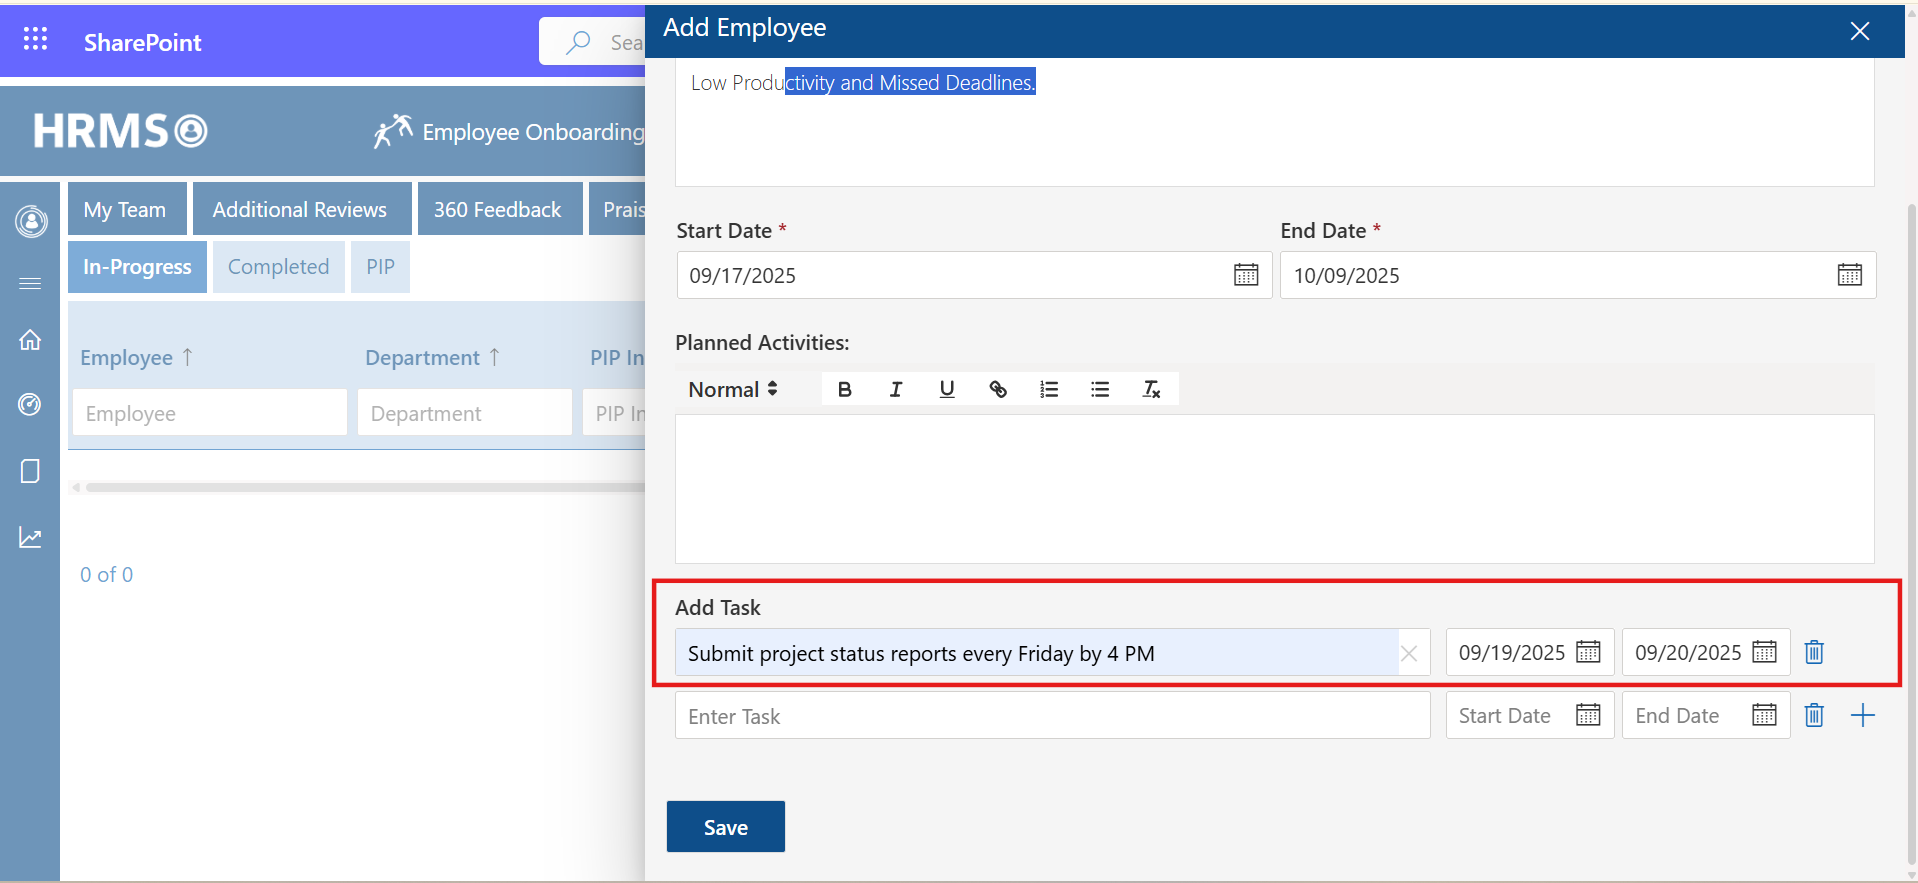 SharePoint
Sea
Add Employee
Low Productivity and Missed Deadlines.
HRMS
Employee Onboarding
My Team
Additional Reviews
360 Feedback
Prais
In-Progress
Completed
PIP
Start Date *
End Date *
09/17/2025
10/09/2025
Employee ↑
Department ↑
PIP In
Employee
Department
PIP In
Planned Activities:
Normal
B I U
0 of 0
Add Task
Submit project status reports every Friday by 4 PM
09/19/2025
09/20/2025
Enter Task
Start Date
End Date
Save